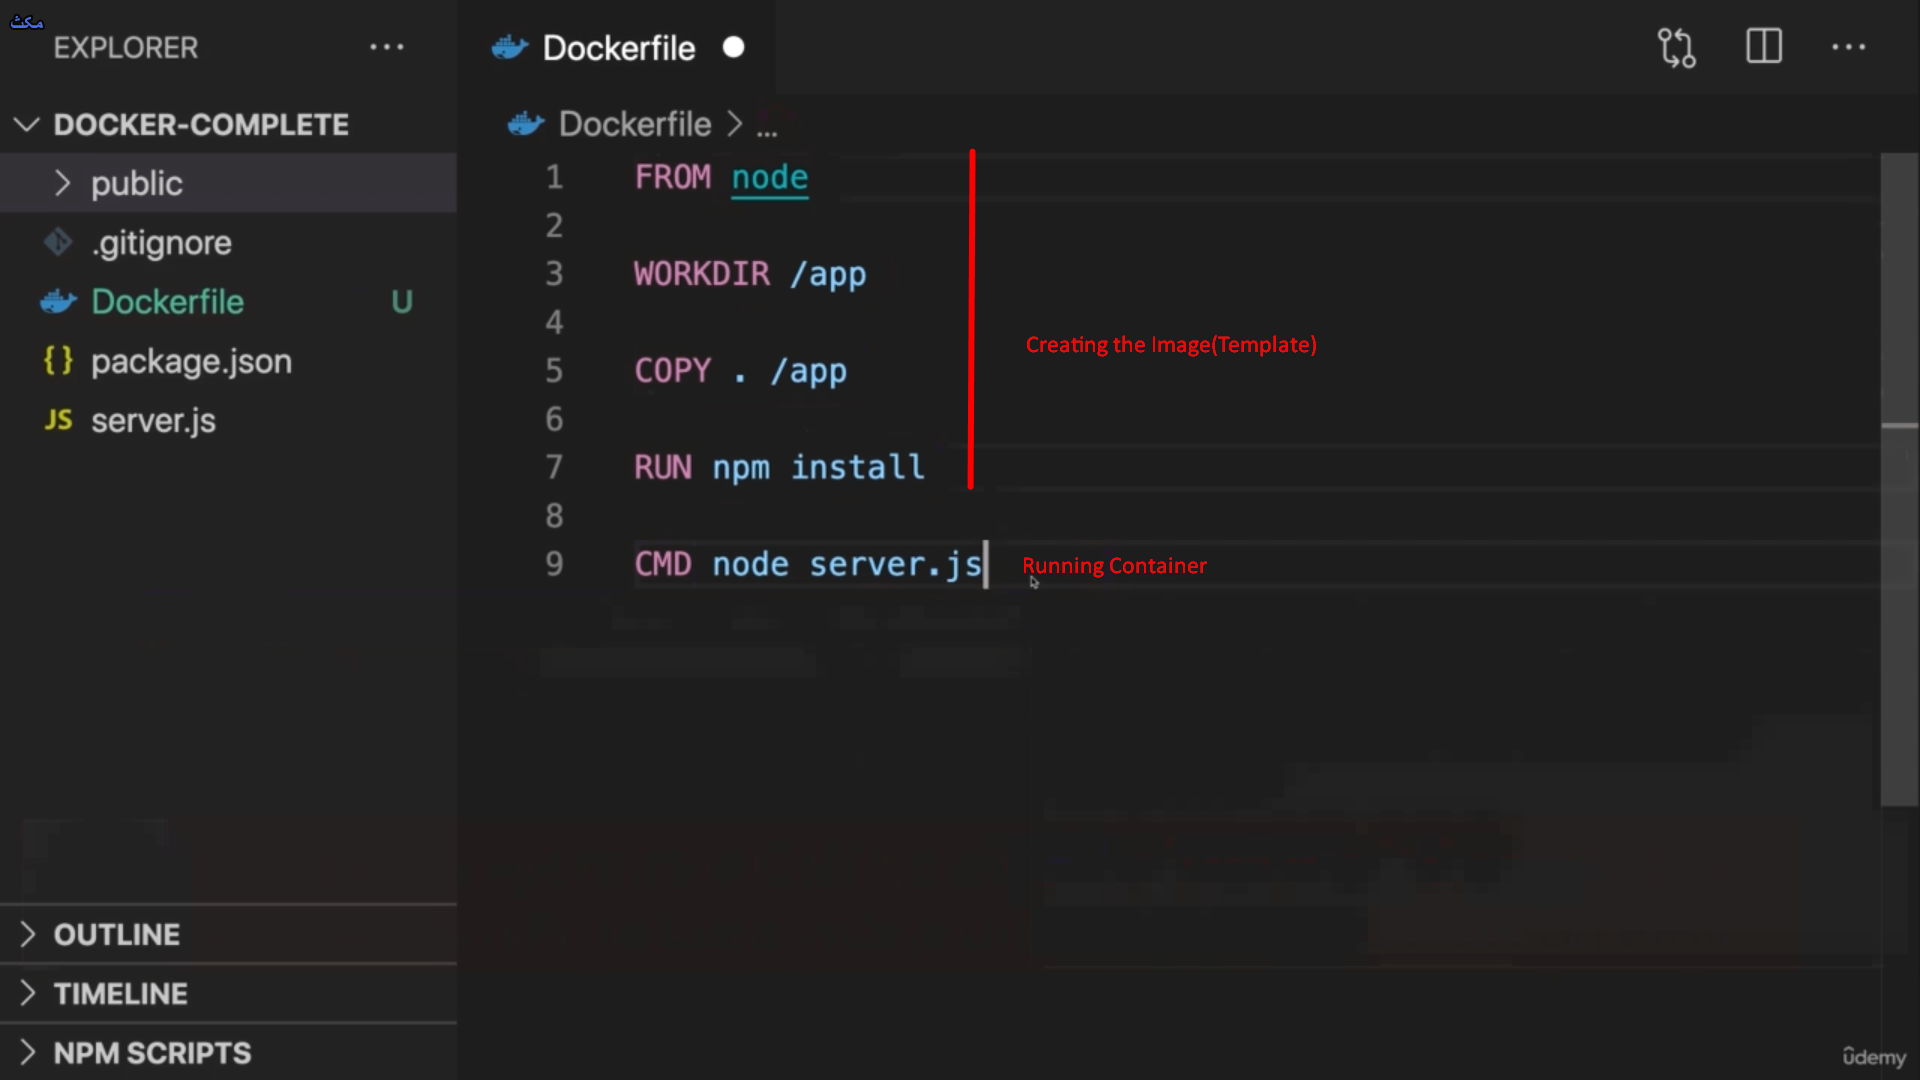 مكث
EXPLORER ...
Dockerfile
DOCKER-COMPLETE
public
.gitignore
Dockerfile U
{} package.json
JS server.js
OUTLINE
TIMELINE
NPM SCRIPTS
Dockerfile > ...
1 FROM node
2
3 WORKDIR /app
4
5 COPY . /app
6
7 RUN npm install
8
9 CMD node server.js
Creating the Image(Template)
Running Container
ûdemy